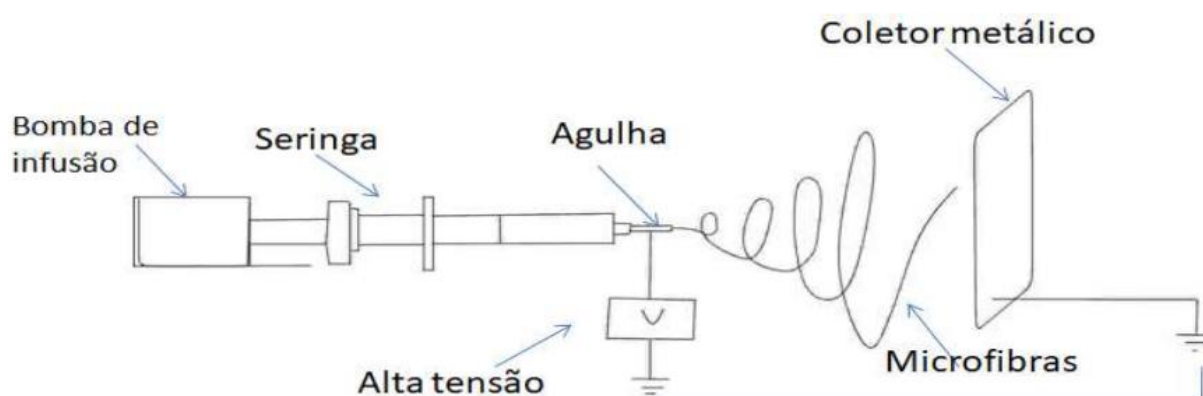 Coletor metálico
Bomba de
infusão
Seringa
Agulha
V
Alta tensão
Microfibras